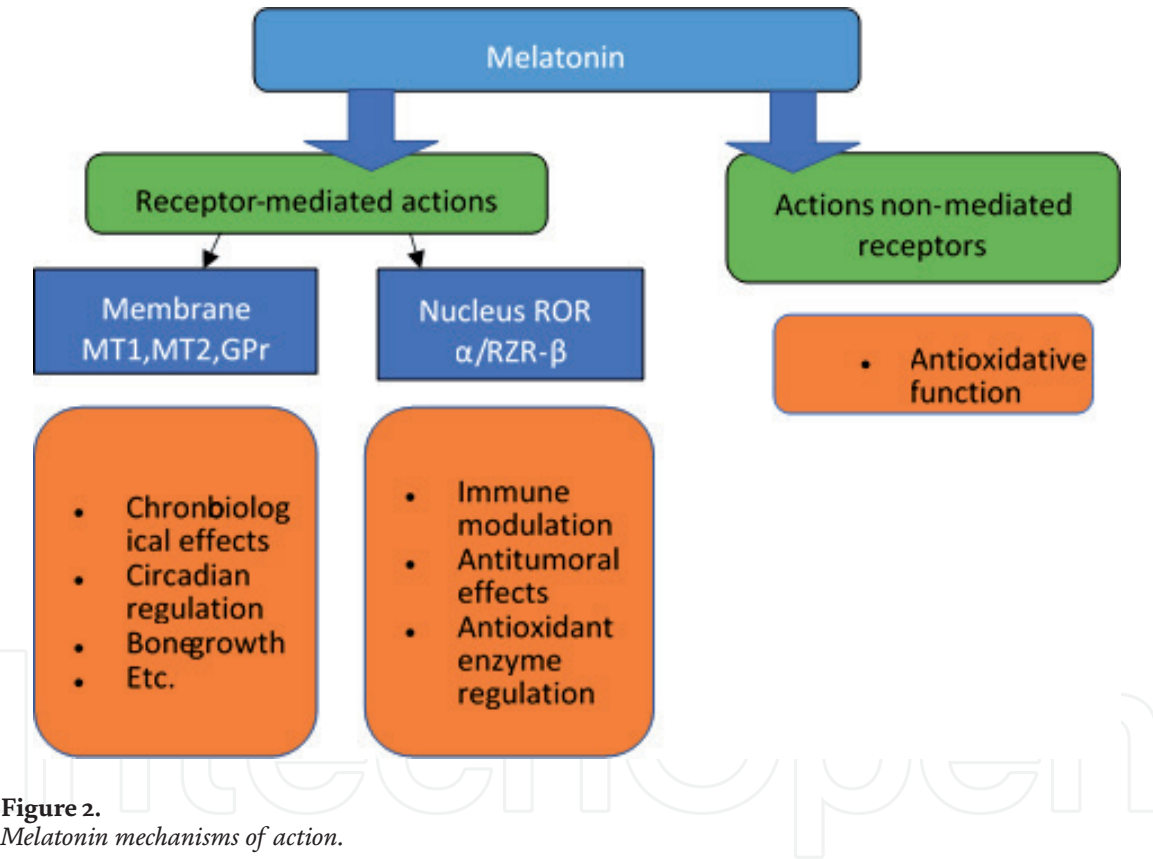 Melatonin
Receptor-mediated actions
Actions non-mediated
receptors
Membrane
MT1,MT2,GPr
Nucleus ROR
α/RZR-β
• Antioxidative
function
• Chronbiolog
ical effects
• Circadian
regulation
• Bonegrowth
• Etc.
• Immune
modulation
• Antitumoral
effects
• Antioxidant
enzyme
regulation
IntechOpen
Figure 2.
Melatonin mechanisms of action.